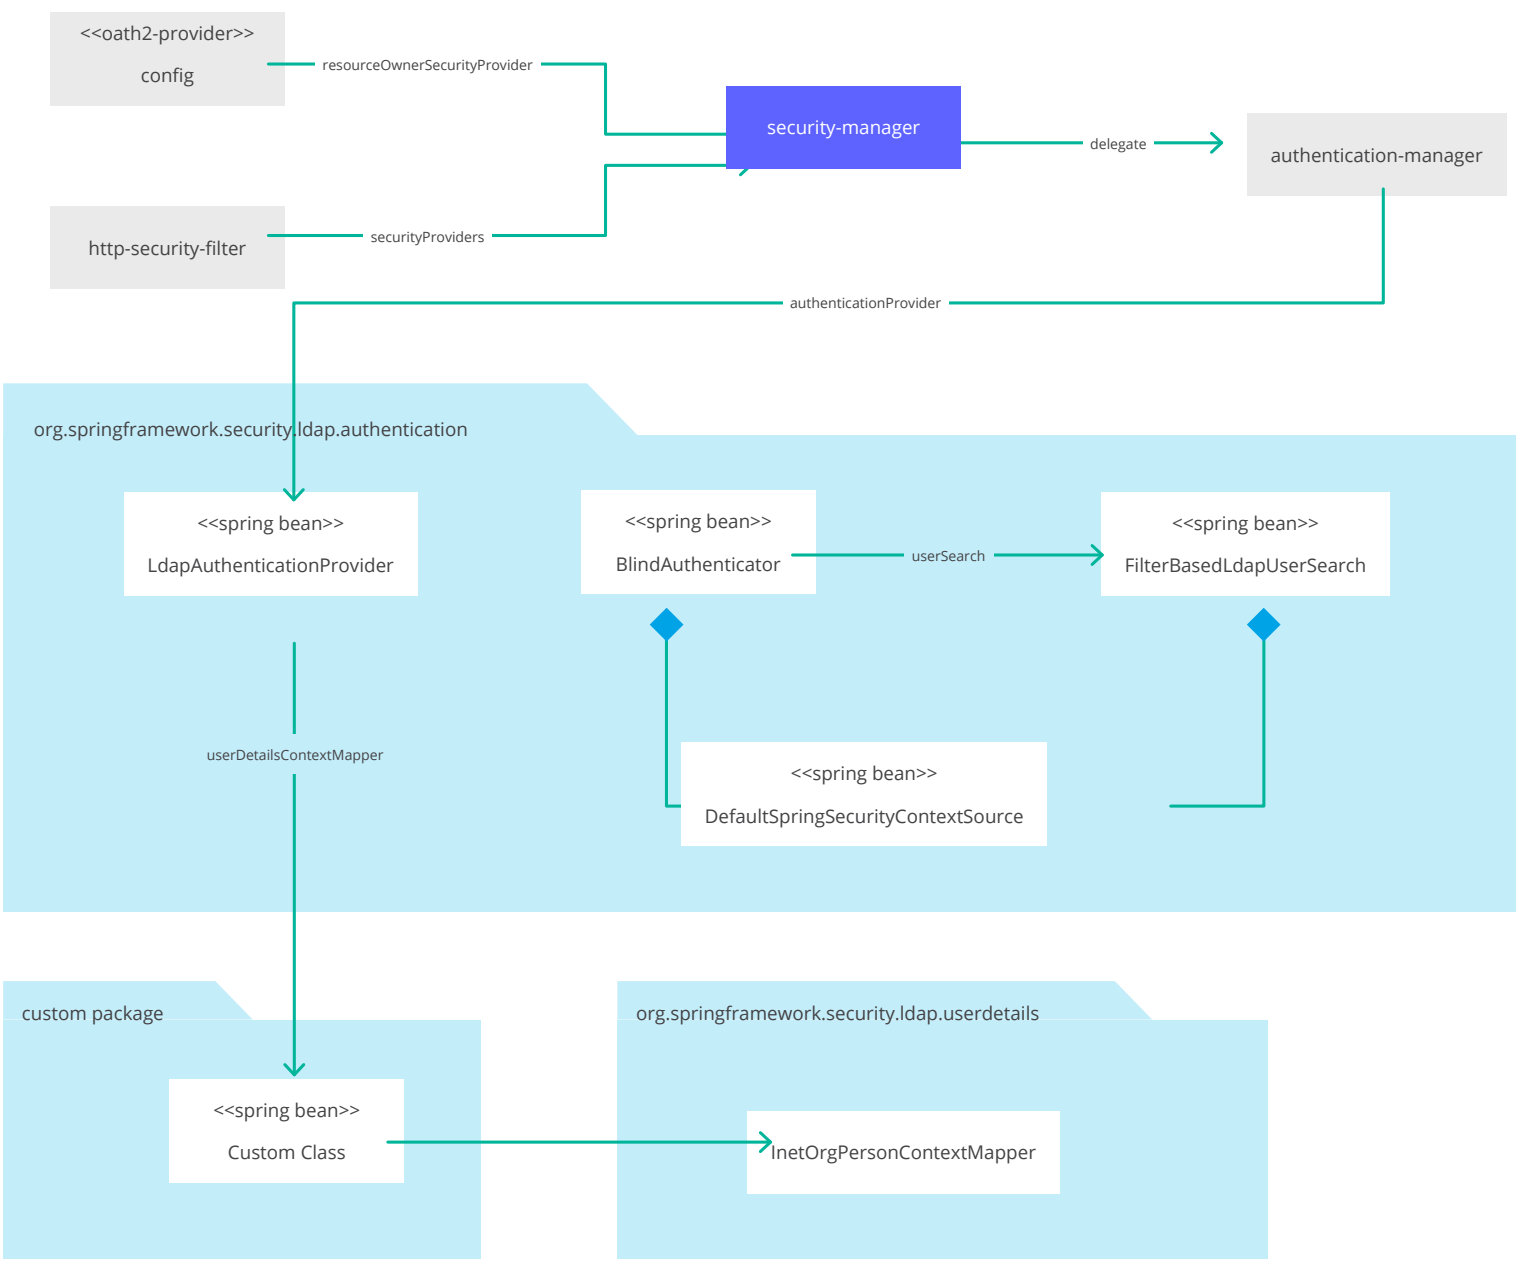 <<oath2-provider>>
config
resourceOwnerSecurityProvider
security-manager
delegate
authentication-manager
http-security-filter
securityProviders
authenticationProvider
org.springframework.security.ldap.authentication
<<spring bean>>
LdapAuthenticationProvider
<<spring bean>>
BlindAuthenticator
userSearch
<<spring bean>>
FilterBasedLdapUserSearch
userDetailsContextMapper
<<spring bean>>
DefaultSpringSecurityContextSource
custom package
<<spring bean>>
Custom Class
org.springframework.security.ldap.userdetails
InetOrgPersonContextMapper